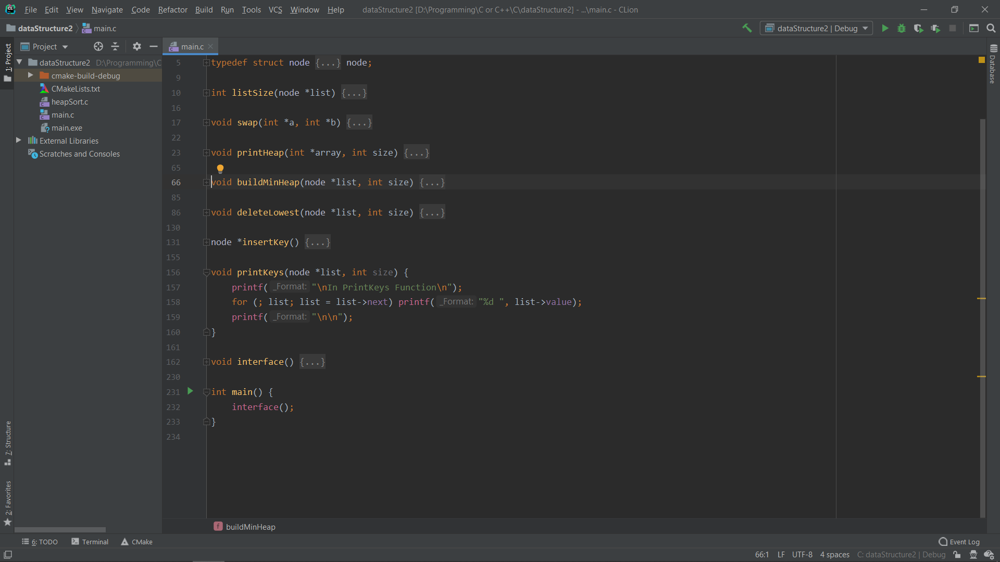 File Edit View Navigate Code Refactor Build Run Tools VCS Window Help dataStructure2 [D:\Programming\C or C++\C\dataStructure2] - ...\main.c - CLion
dataStructure2 main.c dataStructure2 | Debug
1: Project
Project
main.c
dataStructure2 D:\Programming\C
cmake-build-debug
CMakeLists.txt
heapSort.c
main.c
main.exe
External Libraries
Scratches and Consoles
5 typedef struct node {...} node;
9
10 int listSize(node *list) {...}
16
17 void swap(int *a, int *b) {...}
22
23 void printHeap(int *array, int size) {...}
65
66 void buildMinHeap(node *list, int size) {...}
85
86 void deleteLowest(node *list, int size) {...}
130
131 node *insertKey() {...}
155
156 void printKeys(node *list, int size) {
157 printf( _Format: "\nIn PrintKeys Function\n");
158 for (; list; list = list->next) printf( _Format: "%d ", list->value);
159 printf( _Format: "\n\n");
160 }
161
162 void interface() {...}
230
231 int main() {
232 interface();
233 }
234
Database
7: Structure
2: Favorites
f buildMinHeap
6: TODO Terminal CMake Event Log
66:1 LF UTF-8 4 spaces C: dataStructure2 | Debug